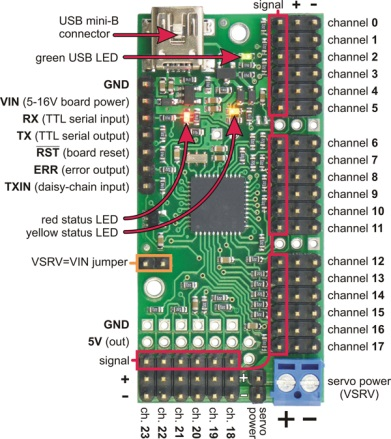 signal + −
USB mini-B
connector
green USB LED
GND
VIN (5-16V board power)
RX (TTL serial input)
TX (TTL serial output)
RST (board reset)
ERR (error output)
TXIN (daisy-chain input)
red status LED
yellow status LED
VSRV=VIN jumper
GND
5V (out)
signal
+
−
channel 0
channel 1
channel 2
channel 3
channel 4
channel 5
channel 6
channel 7
channel 8
channel 9
channel 10
channel 11
channel 12
channel 13
channel 14
channel 15
channel 16
channel 17
servo power
(VSRV)
+ −
+
−
ch. 23
ch. 22
ch. 21
ch. 20
ch. 19
ch. 18
servo
power